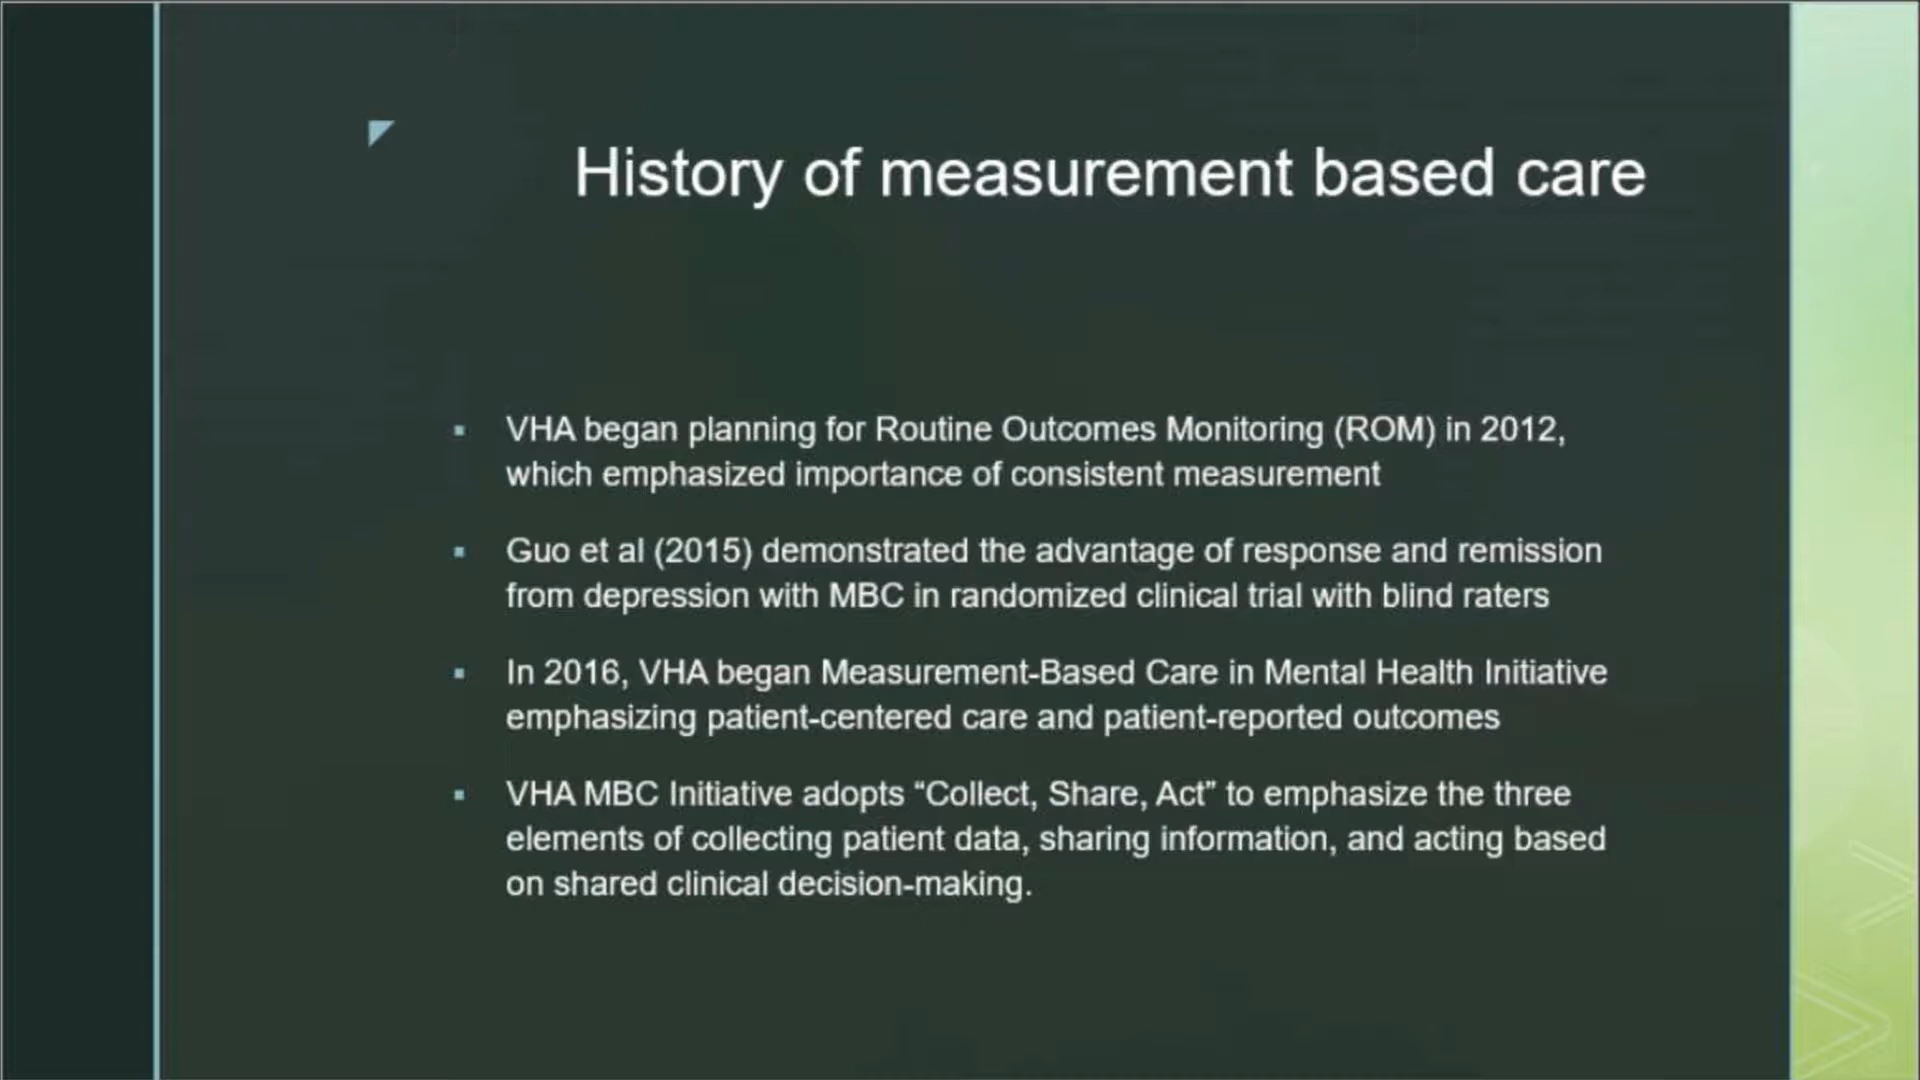 History of measurement based care
VHA began planning for Routine Outcomes Monitoring (ROM) in 2012,
which emphasized importance of consistent measurement
Guo et al (2015) demonstrated the advantage of response and remission
from depression with MBC in randomized clinical trial with blind raters
In 2016, VHA began Measurement-Based Care in Mental Health Initiative
emphasizing patient-centered care and patient-reported outcomes
VHA MBC Initiative adopts “Collect, Share, Act” to emphasize the three
elements of collecting patient data, sharing information, and acting based
on shared clinical decision-making.